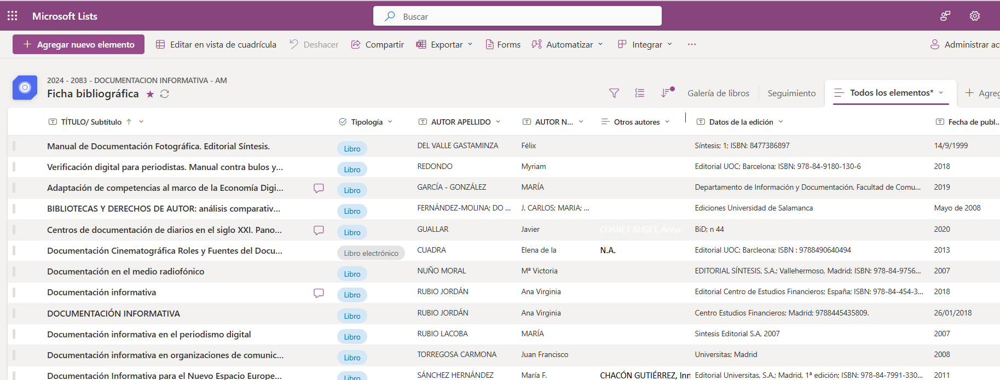 Microsoft Lists
Buscar
Agregar nuevo elemento Editar en vista de cuadrícula Deshacer Compartir Exportar Forms Automatizar Integrar ... Administrar ac
2024 - 2083 - DOCUMENTACION INFORMATIVA - AM
Ficha bibliográfica
Galería de libros Seguimiento Todos los elementos* Agreg
TÍTULO/ Subtítulo Tipología AUTOR APELLIDO AUTOR N... Otros autores Datos de la edición Fecha de publ...
Manual de Documentación Fotográfica. Editorial Síntesis. Libro DEL VALLE GASTAMINZA Félix Síntesis; 1; ISBN: 8477386897 14/9/1999
Verificación digital para periodistas. Manual contra bulos y... Libro REDONDO Myriam Editorial UOC; Barcelona; ISBN: 978-84-9180-130-6 2018
Adaptación de competencias al marco de la Economía Digi... Libro GARCÍA - GONZÁLEZ MARÍA Departamento de Información y Documentación. Facultad de Comu... 2019
BIBLIOTECAS Y DERECHOS DE AUTOR: análisis comparativ... Libro FERNÁNDEZ-MOLINA; DO ... J. CARLOS; MARIA; ... Ediciones Universidad de Salamanca Mayo de 2008
Centros de documentación de diarios en el siglo XXI. Pano... Libro GUALLAR Javier CORNET AUGET, Anna. BiD; n 44 2020
Documentación Cinematográfica Roles y Fuentes del Docu... Libro electrónico CUADRA Elena de la N.A. Editorial UOC; Barcleona; ISBN : 9788490640494 2013
Documentación en el medio radiofónico Libro NUÑO MORAL Mª Victoria EDITORIAL SÍNTESIS, S.A.; Vallehermoso, Madrid; ISBN: 978-84-9756... 2007
Documentación informativa Libro RUBIO JORDÁN Ana Virginia Editorial Centro de Estudios Financieros; España; ISBN: 978-84-454-3... 2018
DOCUMENTACIÓN INFORMATIVA Libro RUBIO JORDÁN Ana Virginia Centro Estudios Financieros; Madrid; 9788445435809. 26/01/2018
Documentación informativa en el periodismo digital Libro RUBIO LACOBA MARÍA Sintesis Editorial S.A, 2007 2007
Documentación informativa en organizaciones de comunic... Libro TORREGOSA CARMONA Juan Francisco Universitas; Madrid 2008
Documentación Informativa para el Nuevo Espacio Europe... Libro SÁNCHEZ HERNÁNDEZ María F. CHACÓN GUTIÉRREZ, Inn Editorial Universitas, S.A.; Madrid, 1ª edición; ISBN: 84-7991-330... 2011